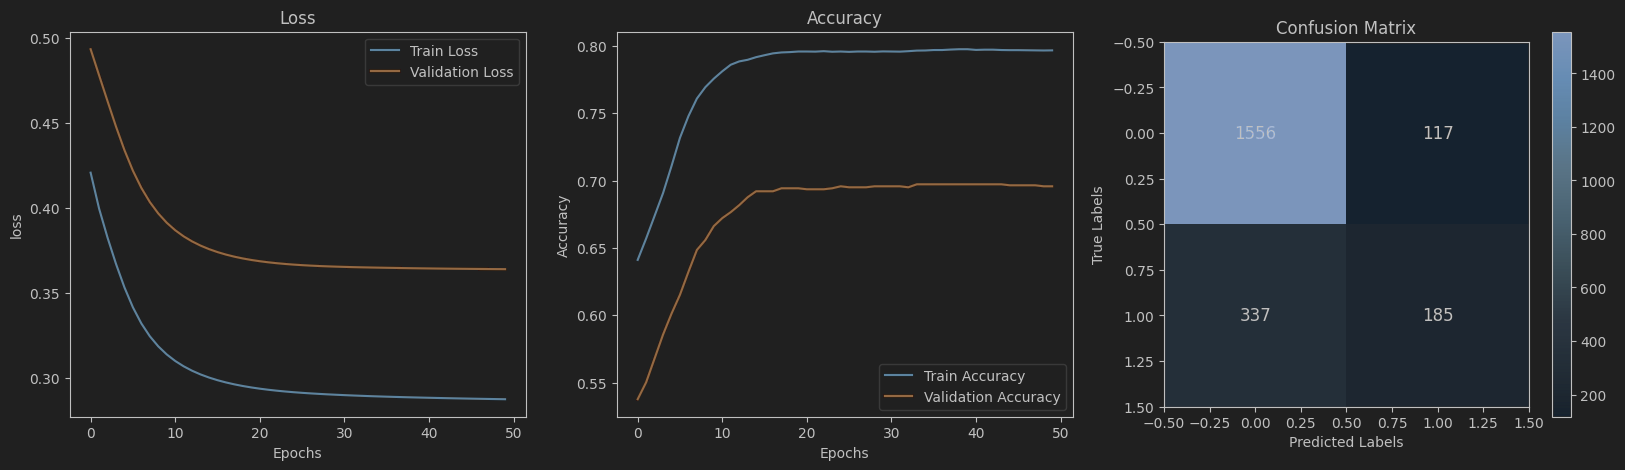 Loss
0.50
0.45
0.40
0.35
0.30
loss
Train Loss
Validation Loss
0 10 20 30 40 50
Epochs
Accuracy
0.80
0.75
0.70
0.65
0.60
0.55
Accuracy
Train Accuracy
Validation Accuracy
0 10 20 30 40 50
Epochs
Confusion Matrix
−0.50
−0.25
0.00
0.25
0.50
0.75
1.00
1.25
1.50
True Labels
1556 117
337 185
−0.50 −0.25 0.00 0.25 0.50 0.75 1.00 1.25 1.50
Predicted Labels
1400
1200
1000
800
600
400
200